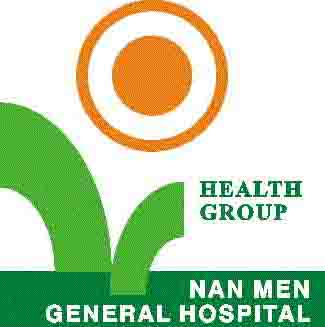 HEALTH
GROUP
NAN MEN
GENERAL HOSPITAL